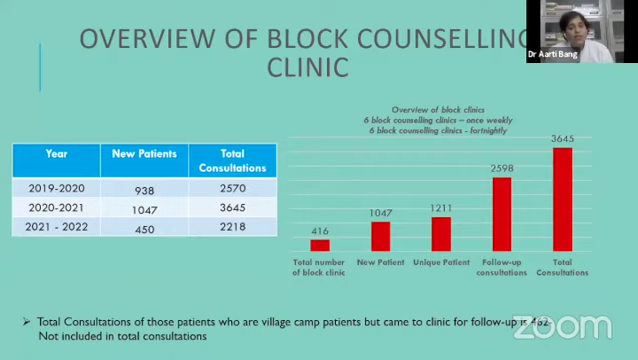 OVERVIEW OF BLOCK COUNSELLING
CLINIC
Dr Aarti Bang
Year New Patients Total Consultations
2019-2020 938 2570
2020-2021 1047 3645
2021 - 2022 450 2218
Overview of block clinics
6 block counselling clinics – once weekly
6 block counselling clinics - fortnightly
416
1047
1211
2598
3645
Total number of block clinic
New Patient
Unique Patient
Follow-up consultations
Total Consultations
Total Consultations of those patients who are village camp patients but came to clinic for follow-up is 462
Not included in total consultations
zoom LIVE